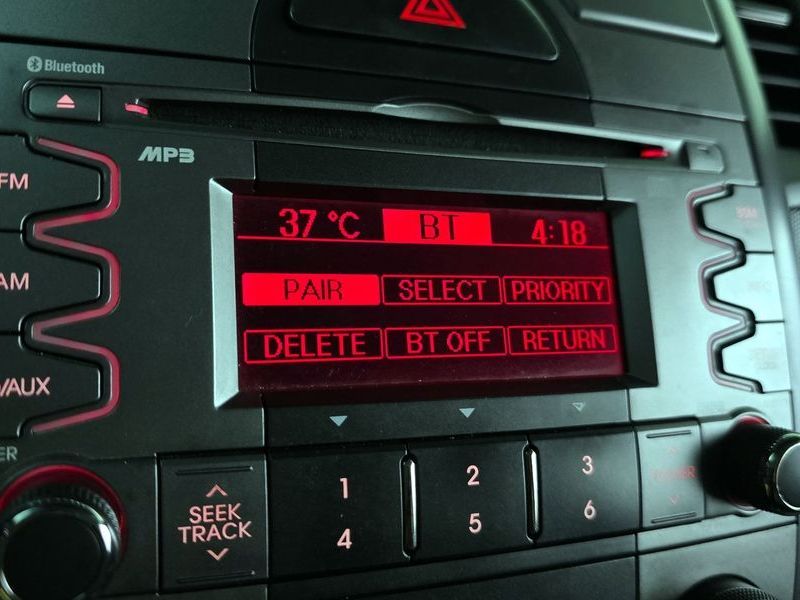 Bluetooth
MP3
FM
AM
/AUX
37 °C BT 4:18
PAIR SELECT PRIORITY
DELETE BT OFF RETURN
ER
SEEK
TRACK
1 2 3
4 5 6